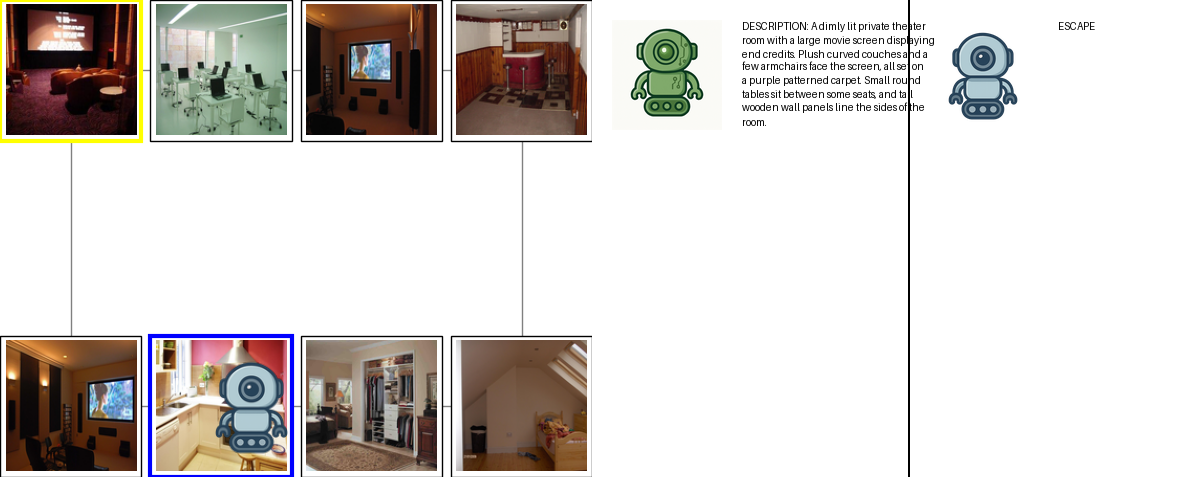 DESCRIPTION: A dimly lit private theater
room with a large movie screen displaying
end credits. Plush curved couches and a
few armchairs face the screen, all set on
a purple patterned carpet. Small round
tables sit between some seats, and tall
wooden wall panels line the sides of the
room.
ESCAPE